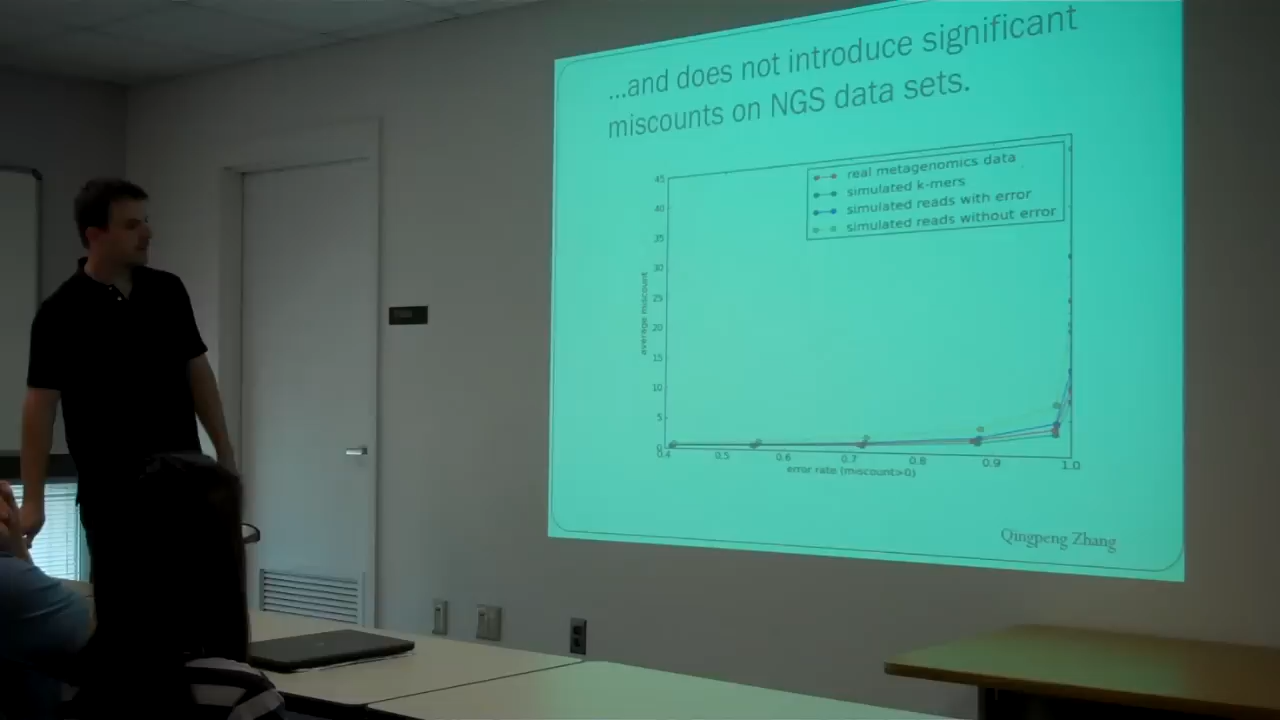 ...and does not introduce significant
miscounts on NGS data sets.
real metagenomics data
simulated k-mers
simulated reads with error
simulated reads without error
45
40
35
30
25
20
15
10
5
0
average miscount
0.4 0.5 0.6 0.7 0.8 0.9 1.0
error rate (miscount>0)
Qingpeng Zhang